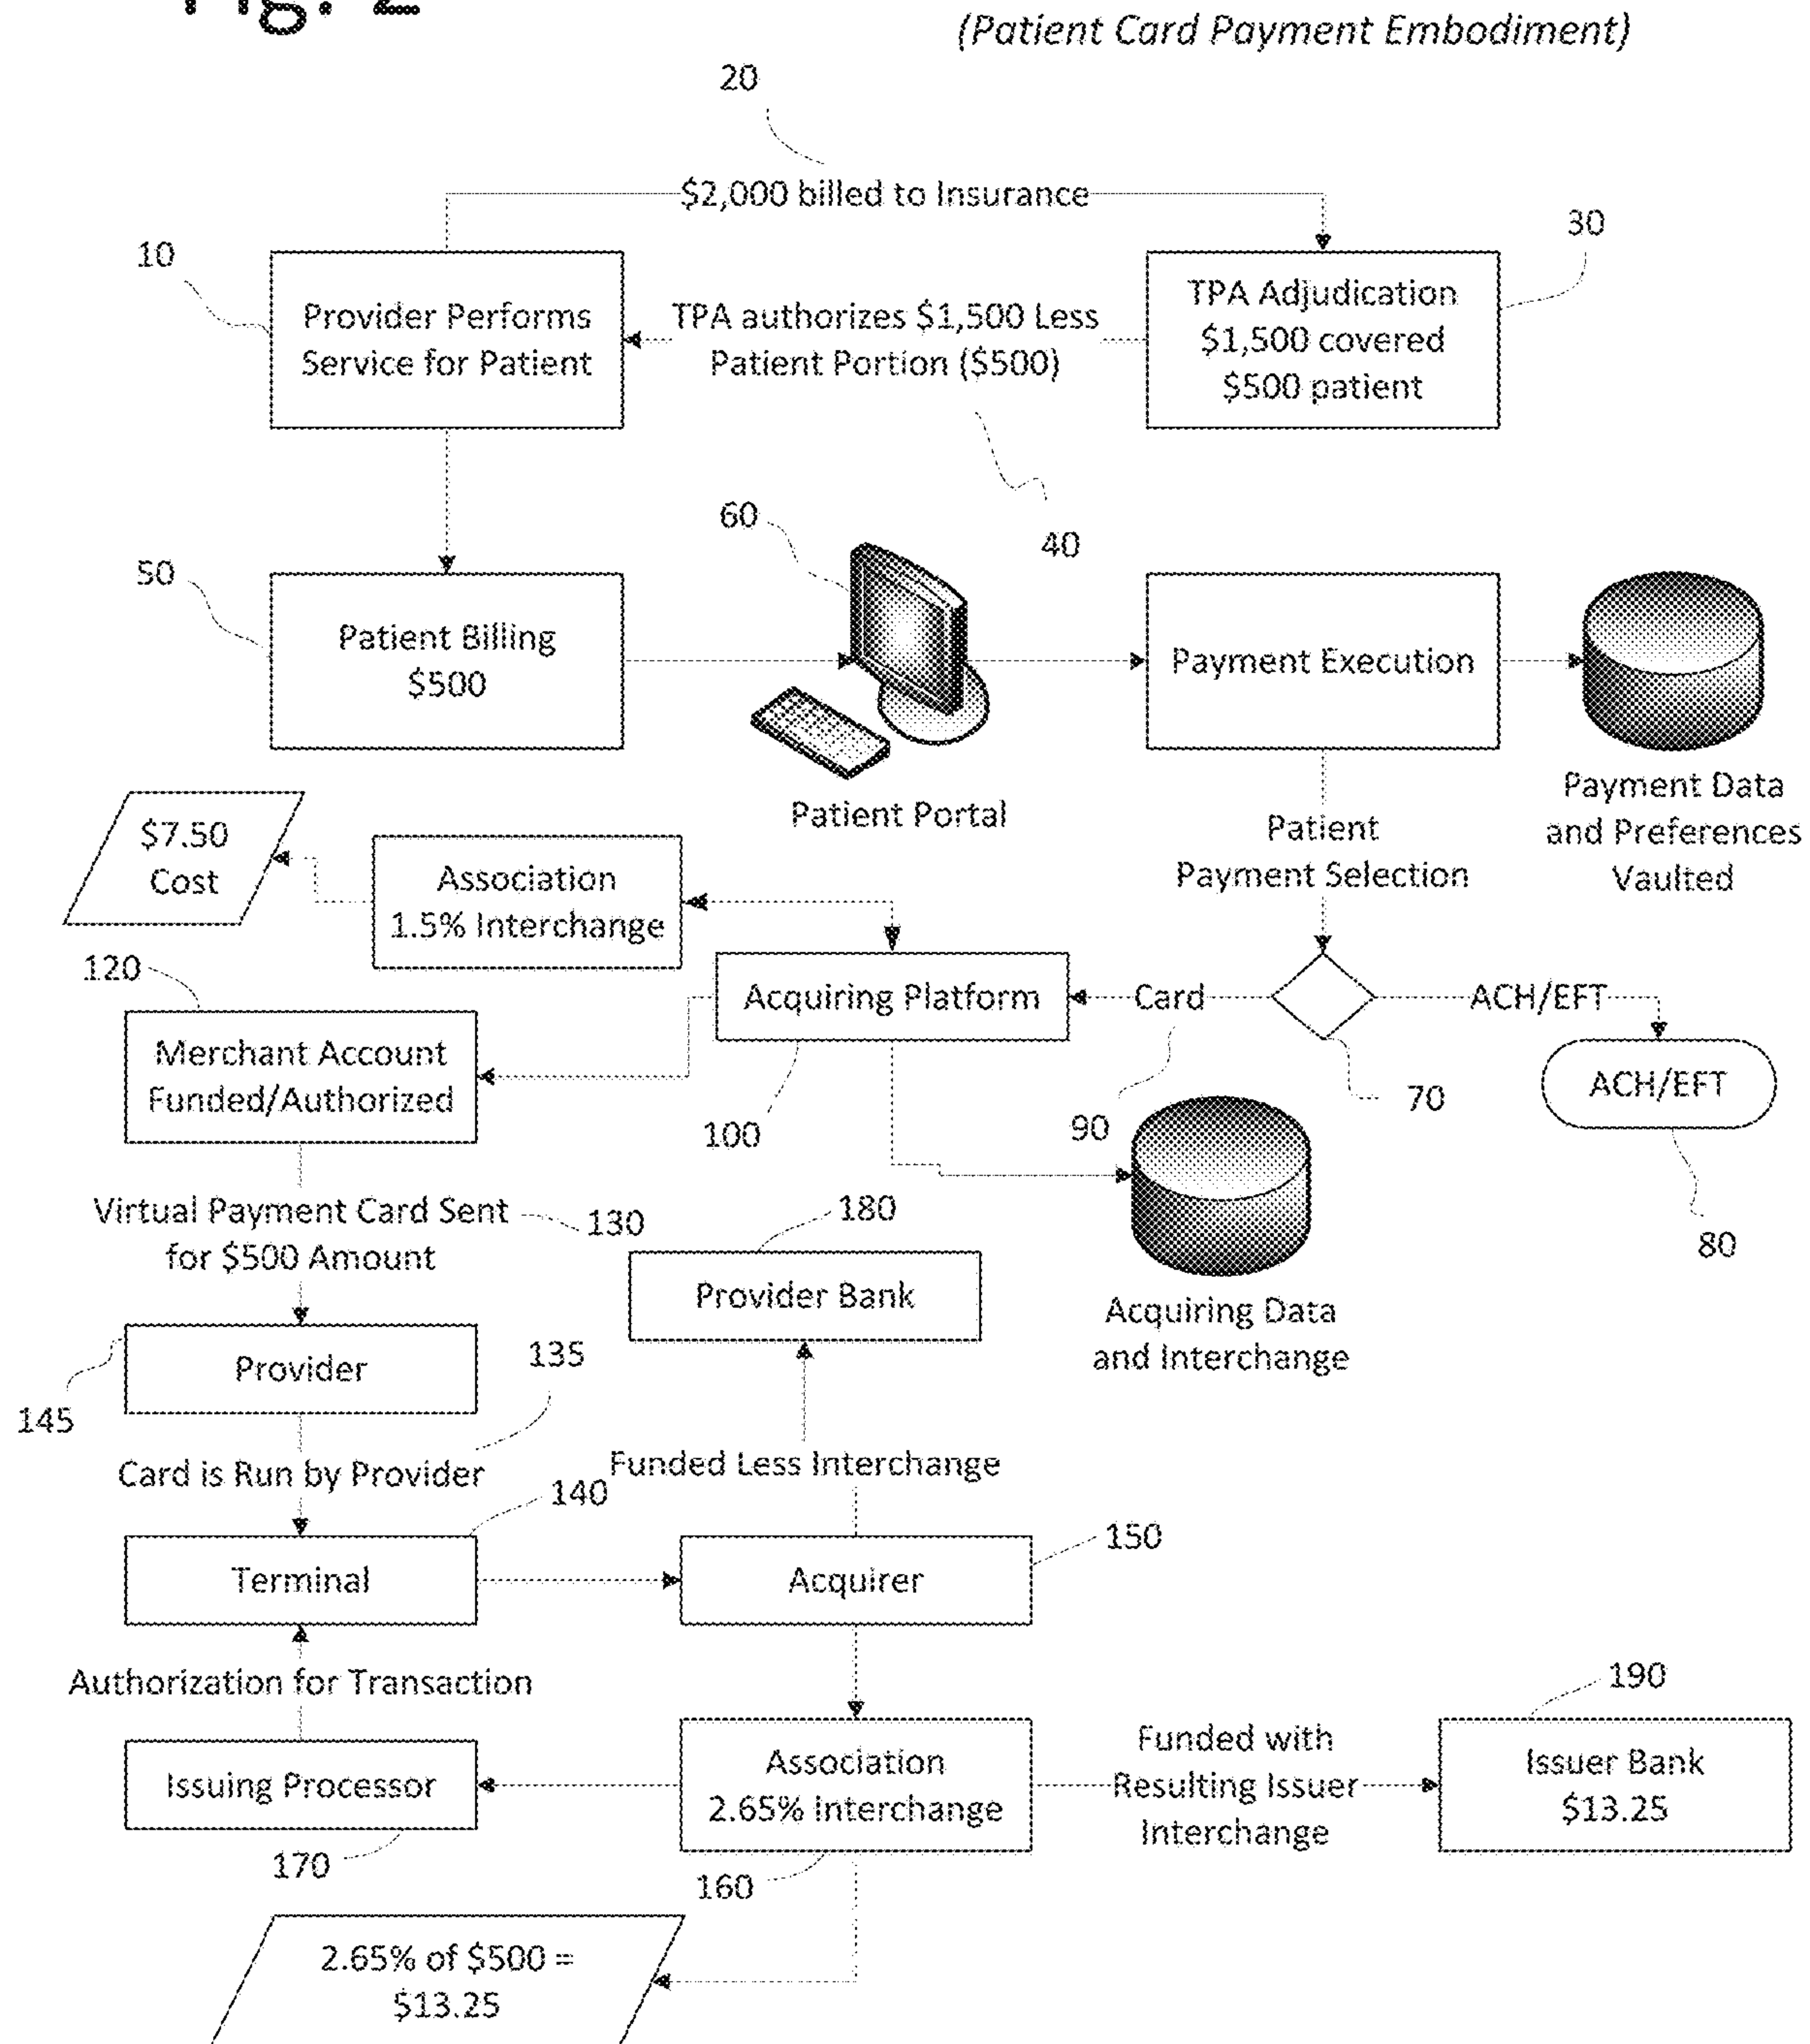 Fig. 2
(Patient Card Payment Embodiment)
20
$2,000 billed to Insurance
30
10
Provider Performs
Service for Patient
TPA authorizes $1,500 Less
Patient Portion ($500)
TPA Adjudication
$1,500 covered
$500 patient
60
40
50
Patient Billing
$500
Payment Execution
Patient Portal
Payment Data
and Preferences
Vaulted
Patient
Payment Selection
$7.50
Cost
Association
1.5% Interchange
120
Acquiring Platform
Card
ACH/EFT
Merchant Account
Funded/Authorized
ACH/EFT
70
100
90
80
Virtual Payment Card Sent
for $500 Amount
130
180
Provider Bank
Acquiring Data
and Interchange
Provider
135
145
Card is Run by Provider
Funded Less Interchange
140
150
Terminal
Acquirer
Authorization for Transaction
190
Issuing Processor
Association
2.65% Interchange
Funded with
Resulting Issuer
Interchange
Issuer Bank
$13.25
170
160
2.65% of $500 =
$13.25